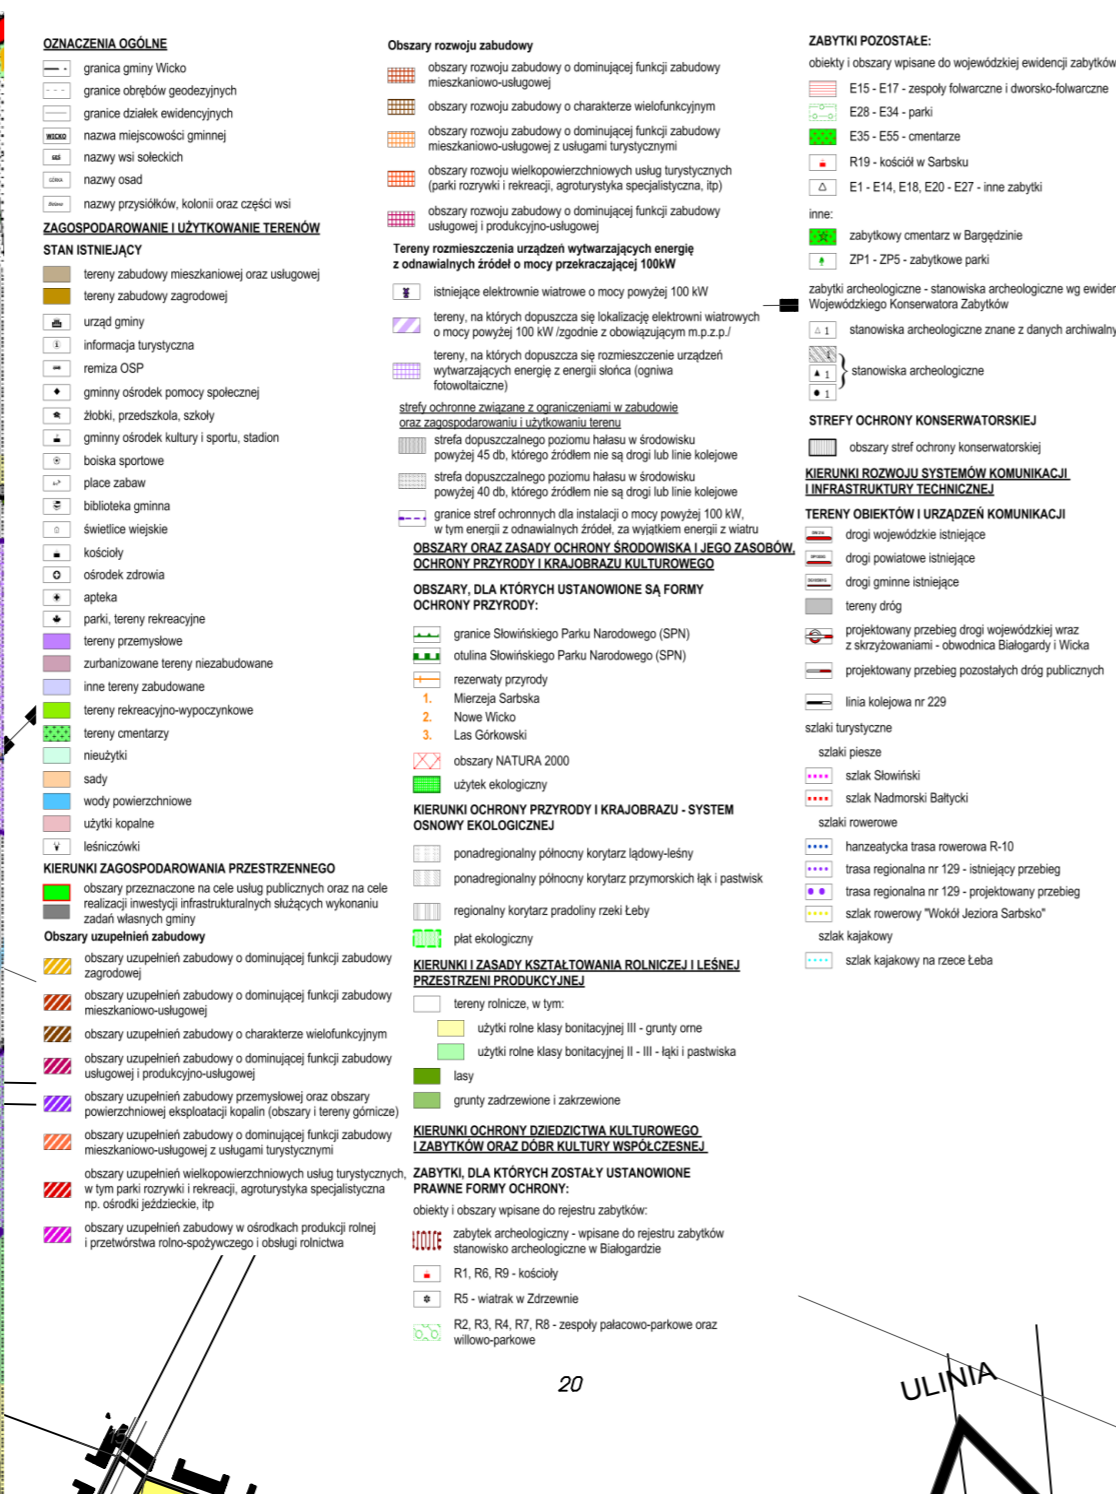 OZNACZENIA OGÓLNE
granica gminy Wicko
granice obrębów geodezyjnych
granice działek ewidencyjnych
WICKO nazwa miejscowości gminnej
nazwy wsi sołeckich
nazwy osad
nazwy przysiółków, kolonii oraz części wsi
ZAGOSPODAROWANIE I UŻYTKOWANIE TERENÓW
STAN ISTNIEJĄCY
tereny zabudowy mieszkaniowej oraz usługowej
tereny zabudowy zagrodowej
urząd gminy
informacja turystyczna
remiza OSP
gminny ośrodek pomocy społecznej
żłobki, przedszkola, szkoły
gminny ośrodek kultury i sportu, stadion
boiska sportowe
place zabaw
biblioteka gminna
świetlice wiejskie
kościoły
ośrodek zdrowia
apteka
parki, tereny rekreacyjne
tereny przemysłowe
zurbanizowane tereny niezabudowane
inne tereny zabudowane
tereny rekreacyjno-wypoczynkowe
tereny cmentarzy
nieużytki
sady
wody powierzchniowe
użytki kopalne
leśniczówki
KIERUNKI ZAGOSPODAROWANIA PRZESTRZENNEGO
obszary przeznaczone na cele usług publicznych oraz na cele
realizacji inwestycji infrastrukturalnych służących wykonaniu
zadań własnych gminy
Obszary uzupełnień zabudowy
obszary uzupełnień zabudowy o dominującej funkcji zabudowy
zagrodowej
obszary uzupełnień zabudowy o dominującej funkcji zabudowy
mieszkaniowo-usługowej
obszary uzupełnień zabudowy o charakterze wielofunkcyjnym
obszary uzupełnień zabudowy o dominującej funkcji zabudowy
usługowej i produkcyjno-usługowej
obszary uzupełnień zabudowy przemysłowej oraz obszary
powierzchniowej eksploatacji kopalin (obszary i tereny górnicze)
obszary uzupełnień zabudowy o dominującej funkcji zabudowy
mieszkaniowo-usługowej z usługami turystycznymi
obszary uzupełnień wielkopowierzchniowych usług turystycznych,
w tym parki rozrywki i rekreacji, agroturystyka specjalistyczna
np. ośrodki jeździeckie, itp
obszary uzupełnień zabudowy w ośrodkach produkcji rolnej
i przetwórstwa rolno-spożywczego i obsługi rolnictwa
Obszary rozwoju zabudowy
obszary rozwoju zabudowy o dominującej funkcji zabudowy
mieszkaniowo-usługowej
obszary rozwoju zabudowy o charakterze wielofunkcyjnym
obszary rozwoju zabudowy o dominującej funkcji zabudowy
mieszkaniowo-usługowej z usługami turystycznymi
obszary rozwoju wielkopowierzchniowych usług turystycznych
(parki rozrywki i rekreacji, agroturystyka specjalistyczna, itp)
obszary rozwoju zabudowy o dominującej funkcji zabudowy
usługowej i produkcyjno-usługowej
Tereny rozmieszczenia urządzeń wytwarzających energię
z odnawialnych źródeł o mocy przekraczającej 100kW
istniejące elektrownie wiatrowe o mocy powyżej 100 kW
tereny, na których dopuszcza się lokalizację elektrowni wiatrowych
o mocy powyżej 100 kW /zgodnie z obowiązującym m.p.z.p./
tereny, na których dopuszcza się rozmieszczenie urządzeń
wytwarzających energię z energii słońca (ogniwa
fotowoltaiczne)
strefy ochronne związane z ograniczeniami w zabudowie
oraz zagospodarowaniu i użytkowaniu terenu
strefa dopuszczalnego poziomu hałasu w środowisku
powyżej 45 db, którego źródłem nie są drogi lub linie kolejowe
strefa dopuszczalnego poziomu hałasu w środowisku
powyżej 40 db, którego źródłem nie są drogi lub linie kolejowe
granice stref ochronnych dla instalacji o mocy powyżej 100 kW,
w tym energii z odnawialnych źródeł, za wyjątkiem energii z wiatru
OBSZARY ORAZ ZASADY OCHRONY ŚRODOWISKA I JEGO ZASOBÓW,
OCHRONY PRZYRODY I KRAJOBRAZU KULTUROWEGO
OBSZARY, DLA KTÓRYCH USTANOWIONE SĄ FORMY
OCHRONY PRZYRODY:
granice Słowińskiego Parku Narodowego (SPN)
otulina Słowińskiego Parku Narodowego (SPN)
rezerwaty przyrody
1. Mierzeja Sarbska
2. Nowe Wicko
3. Las Górkowski
obszary NATURA 2000
użytek ekologiczny
KIERUNKI OCHRONY PRZYRODY I KRAJOBRAZU - SYSTEM
OSNOWY EKOLOGICZNEJ
ponadregionalny północny korytarz lądowy-leśny
ponadregionalny północny korytarz przymorskich łąk i pastwisk
regionalny korytarz pradoliny rzeki Łeby
płat ekologiczny
KIERUNKI I ZASADY KSZTAŁTOWANIA ROLNICZEJ I LEŚNEJ
PRZESTRZENI PRODUKCYJNEJ
tereny rolnicze, w tym:
użytki rolne klasy bonitacyjnej III - grunty orne
użytki rolne klasy bonitacyjnej II - III - łąki i pastwiska
lasy
grunty zadrzewione i zakrzewione
KIERUNKI OCHRONY DZIEDZICTWA KULTUROWEGO
I ZABYTKÓW ORAZ DÓBR KULTURY WSPÓŁCZESNEJ
ZABYTKI, DLA KTÓRYCH ZOSTAŁY USTANOWIONE
PRAWNE FORMY OCHRONY:
obiekty i obszary wpisane do rejestru zabytków:
zabytek archeologiczny - wpisane do rejestru zabytków
stanowisko archeologiczne w Białogardzie
R1, R6, R9 - kościoły
R5 - wiatrak w Zdrzewnie
R2, R3, R4, R7, R8 - zespoły pałacowo-parkowe oraz
willowo-parkowe
20
ZABYTKI POZOSTAŁE:
obiekty i obszary wpisane do wojewódzkiej ewidencji zabytków
E15 - E17 - zespoły folwarczne i dworsko-folwarczne
E28 - E34 - parki
E35 - E55 - cmentarze
R19 - kościół w Sarbsku
E1 - E14, E18, E20 - E27 - inne zabytki
inne:
zabytkowy cmentarz w Bargędzinie
ZP1 - ZP5 - zabytkowe parki
zabytki archeologiczne - stanowiska archeologiczne wg ewiden
Wojewódzkiego Konserwatora Zabytków
1 stanowiska archeologiczne znane z danych archiwalny
1
1 stanowiska archeologiczne
1
STREFY OCHRONY KONSERWATORSKIEJ
obszary stref ochrony konserwatorskiej
KIERUNKI ROZWOJU SYSTEMÓW KOMUNIKACJI
I INFRASTRUKTURY TECHNICZNEJ
TERENY OBIEKTÓW I URZĄDZEŃ KOMUNIKACJI
drogi wojewódzkie istniejące
drogi powiatowe istniejące
drogi gminne istniejące
tereny dróg
projektowany przebieg drogi wojewódzkiej wraz
z skrzyżowaniami - obwodnica Białogardy i Wicka
projektowany przebieg pozostałych dróg publicznych
linia kolejowa nr 229
szlaki turystyczne
szlaki piesze
szlak Słowiński
szlak Nadmorski Bałtycki
szlaki rowerowe
hanzeatycka trasa rowerowa R-10
trasa regionalna nr 129 - istniejący przebieg
trasa regionalna nr 129 - projektowany przebieg
szlak rowerowy "Wokół Jeziora Sarbsko"
szlak kajakowy
szlak kajakowy na rzece Łeba
ULINIA